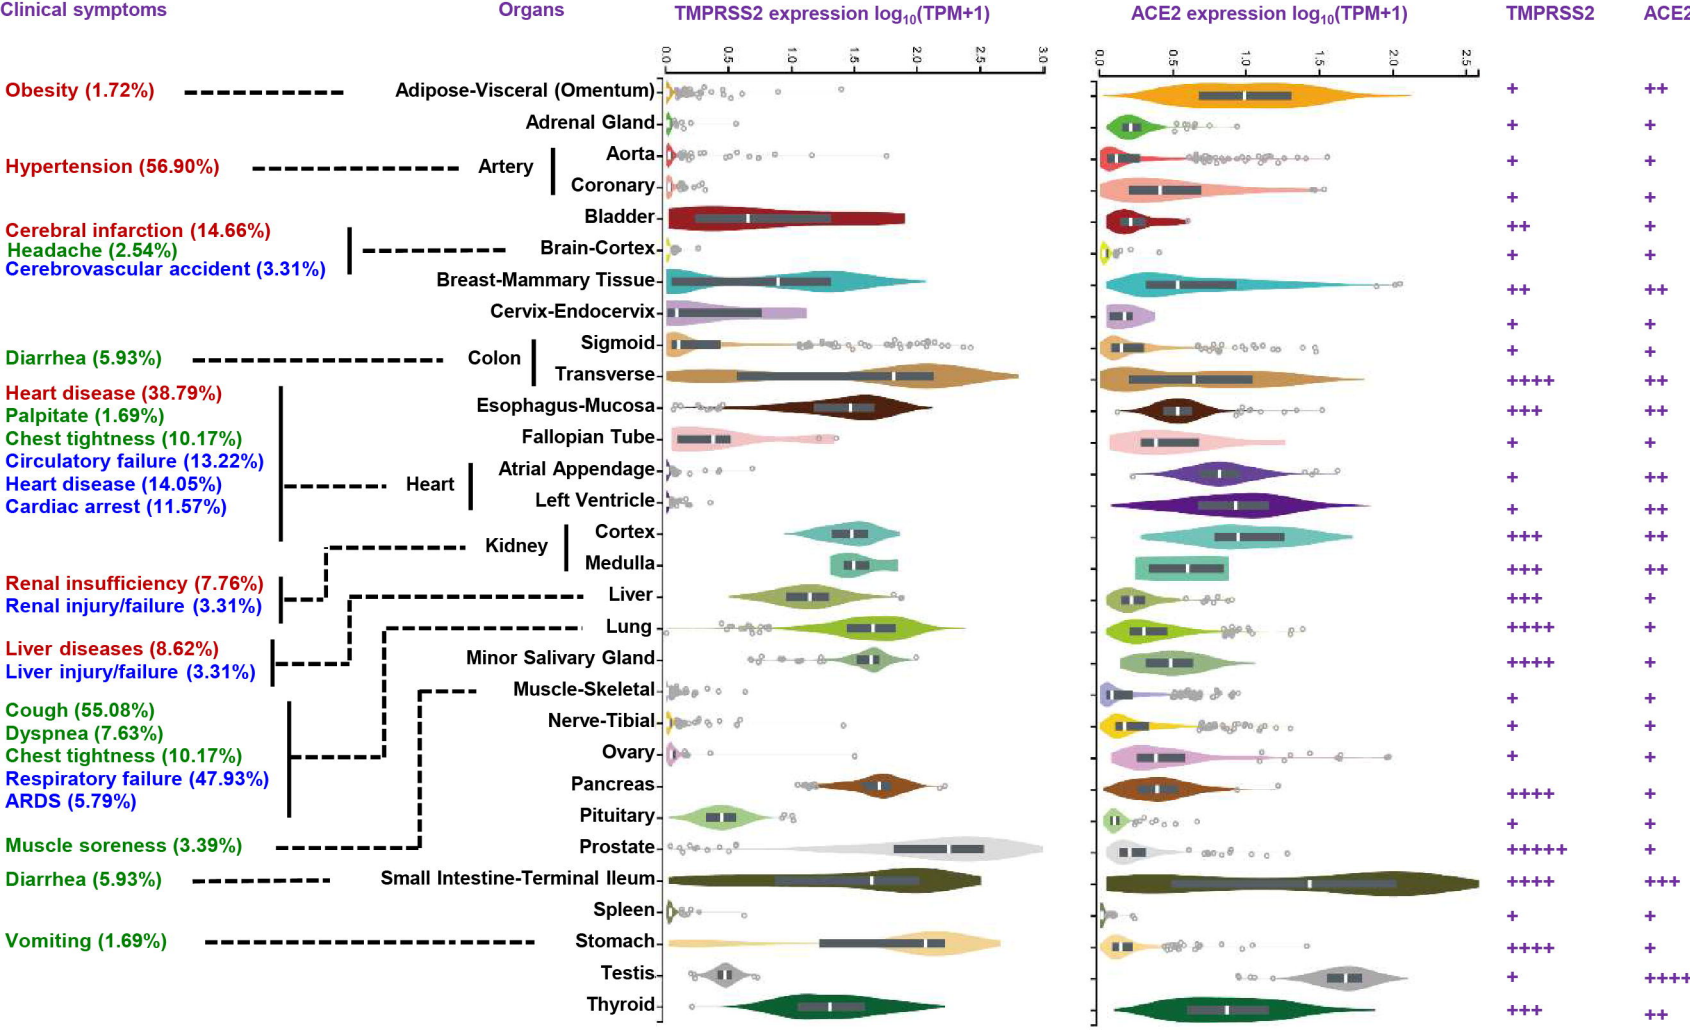 Clinical symptoms Organs TMPRSS2 expression log10(TPM+1) ACE2 expression log10(TPM+1) TMPRSS2 ACE2
0.0 0.5 1.0 1.5 2.0 2.5 3.0 0.0 0.5 1.0 1.5 2.0 2.5
Obesity (1.72%) Adipose-Visceral (Omentum) + ++
Adrenal Gland + +
Aorta + +
Hypertension (56.90%) Artery
Coronary + +
Bladder ++ +
Cerebral infarction (14.66%)
Headache (2.54%) Brain-Cortex + +
Cerebrovascular accident (3.31%)
Breast-Mammary Tissue ++ ++
Cervix-Endocervix + +
Sigmoid + +
Diarrhea (5.93%) Colon
Transverse ++++ ++
Heart disease (38.79%)
Palpitate (1.69%) Esophagus-Mucosa +++ ++
Chest tightness (10.17%) Fallopian Tube + +
Circulatory failure (13.22%) Atrial Appendage + ++
Heart disease (14.05%) Heart
Cardiac arrest (11.57%) Left Ventricle + ++
Cortex +++ ++
Kidney
Medulla +++ ++
Renal insufficiency (7.76%)
Renal injury/failure (3.31%) Liver +++ +
Lung ++++ +
Liver diseases (8.62%)
Liver injury/failure (3.31%) Minor Salivary Gland ++++ +
Muscle-Skeletal + +
Cough (55.08%)
Dyspnea (7.63%) Nerve-Tibial + +
Chest tightness (10.17%) Ovary + +
Respiratory failure (47.93%) Pancreas ++++ +
ARDS (5.79%)
Pituitary + +
Muscle soreness (3.39%) Prostate +++++ +
Diarrhea (5.93%) Small Intestine-Terminal Ileum ++++ +++
Spleen + +
Vomiting (1.69%) Stomach ++++ +
Testis + ++++
Thyroid +++ ++